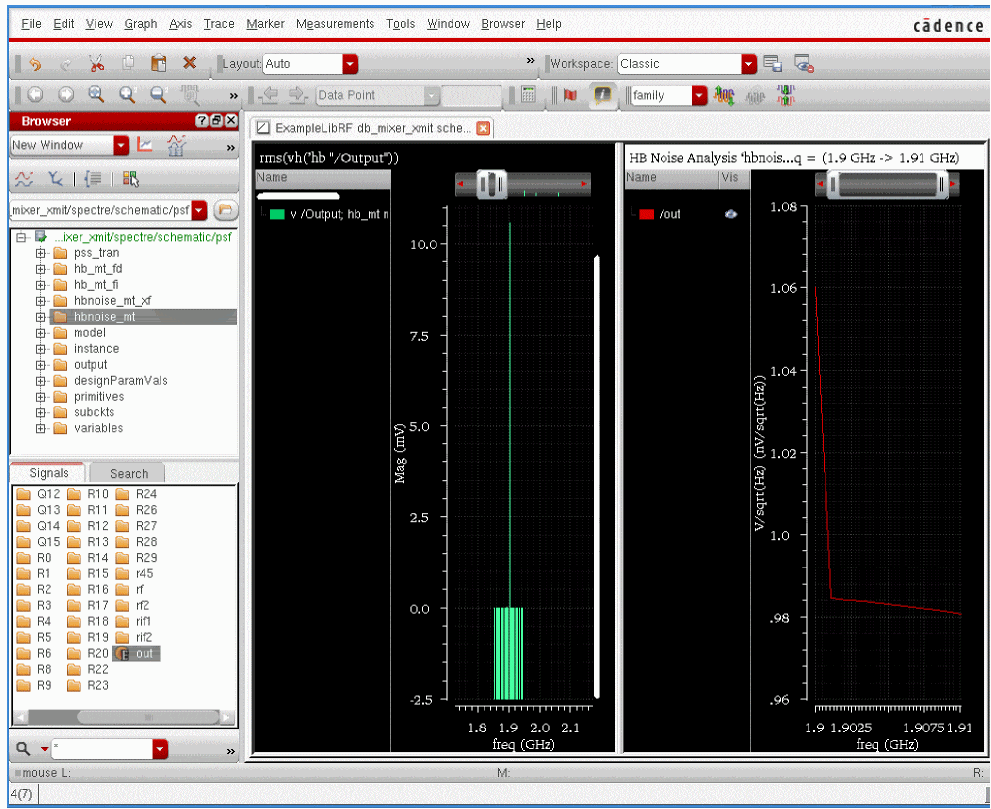 File Edit View Graph Axis Trace Marker Measurements Tools Window Browser Help
cādence
Layout: Auto
» Workspace: Classic
» Data Point
family
Browser
New Window
»
_mixer_xmit/spectre/schematic/psf
...ixer_xmit/spectre/schematic/psf
pss_tran
hb_mt_fd
hb_mt_fi
hbnoise_mt_xf
hbnoise_mt
model
instance
output
designParamVals
primitives
subckts
variables
Signals Search
Q12 R10 R24
Q13 R11 R26
Q14 R12 R27
Q15 R13 R28
R0 R14 R29
R1 R15 r45
R2 R16 rf
R3 R17 rf2
R4 R18 rif1
R5 R19 rif2
R6 R20 out
R8 R22
R9 R23
*
»
ExampleLibRF db_mixer_xmit sche...
rms(vh('hb "/Output"))
Name
v /Output; hb_mt n
10.0
7.5
5.0
2.5
0.0
-2.5
Mag (mV)
1.8 1.9 2.0 2.1
freq (GHz)
HB Noise Analysis 'hbnois...q = (1.9 GHz -> 1.91 GHz)
Name Vis
/out
1.08
1.06
1.04
1.02
1.0
.98
.96
V/sqrt(Hz) (nV/sqrt(Hz))
1.9 1.9025 1.9075 1.91
freq (GHz)
mouse L: M: R:
4(7)